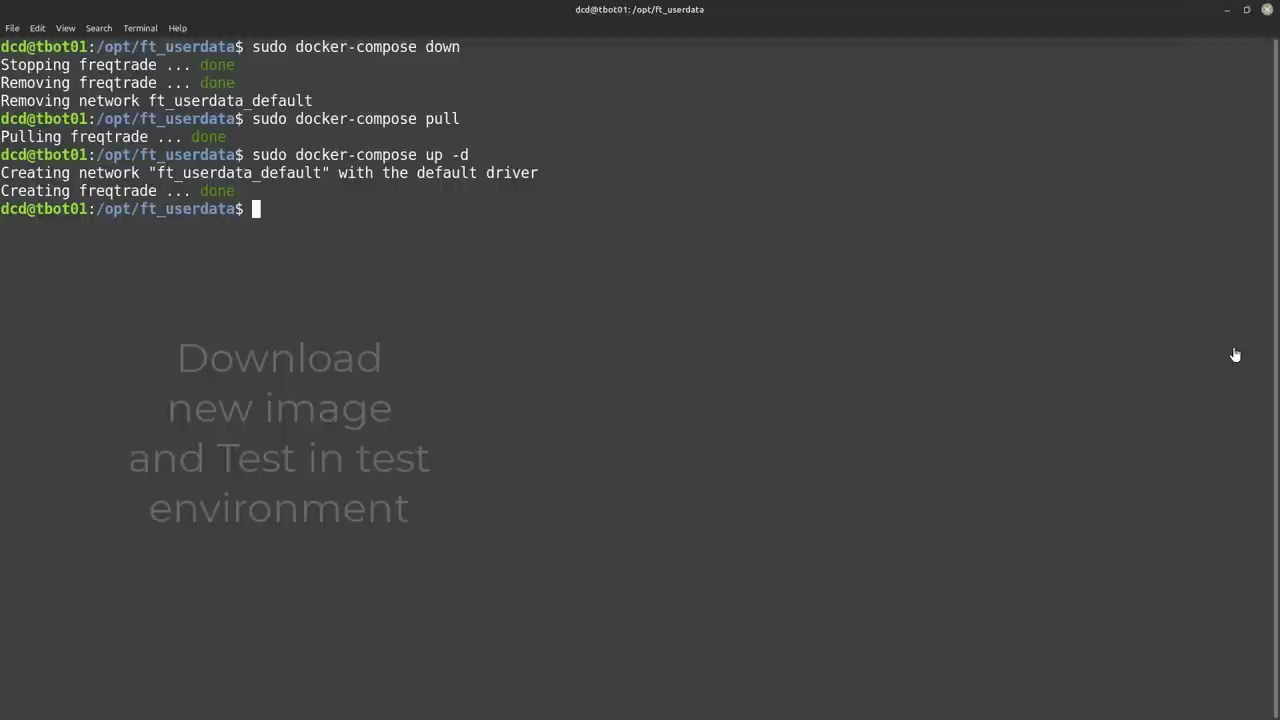 dcd@tbot01: /opt/ft_userdata
File Edit View Search Terminal Help
dcd@tbot01:/opt/ft_userdata$ sudo docker-compose down
Stopping freqtrade ... done
Removing freqtrade ... done
Removing network ft_userdata_default
dcd@tbot01:/opt/ft_userdata$ sudo docker-compose pull
Pulling freqtrade ... done
dcd@tbot01:/opt/ft_userdata$ sudo docker-compose up -d
Creating network "ft_userdata_default" with the default driver
Creating freqtrade ... done
dcd@tbot01:/opt/ft_userdata$
Download
new image
and Test in test
environment